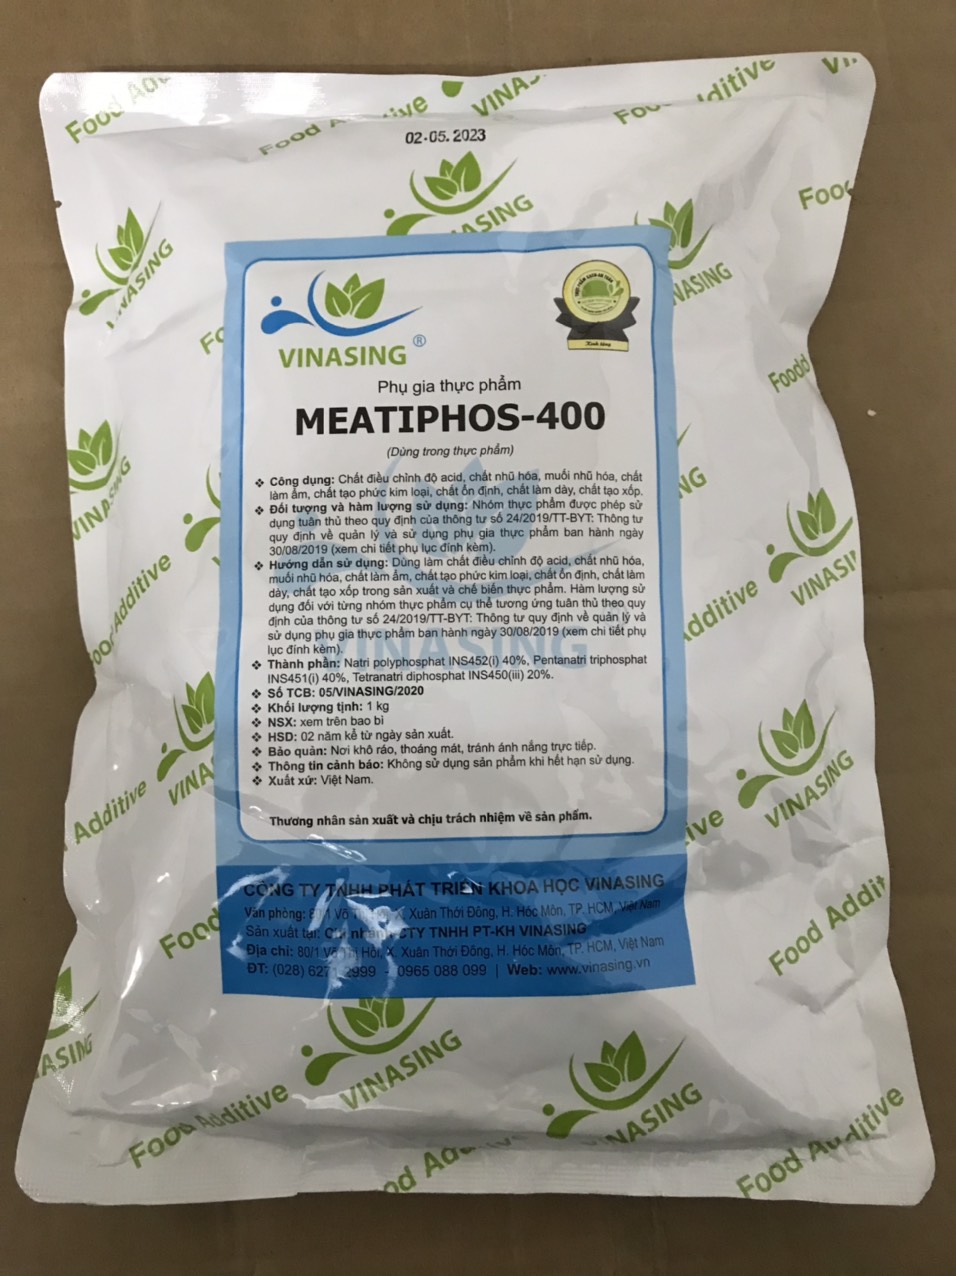 02-05. 2023
VINASING ®
Phụ gia thực phẩm
MEATIPHOS-400
(Dùng trong thực phẩm)
❖ Công dụng: Chất điều chỉnh độ acid, chất nhũ hóa, muối nhũ hóa, chất
làm ẩm, chất tạo phức kim loại, chất ổn định, chất làm dày, chất tạo xốp.
❖ Đối tượng và hàm lượng sử dụng: Nhóm thực phẩm được phép sử
dụng tuân thủ theo quy định của thông tư số 24/2019/TT-BYT: Thông tư
quy định về quản lý và sử dụng phụ gia thực phẩm ban hành ngày
30/08/2019 (xem chi tiết phụ lục đính kèm).
❖ Hướng dẫn sử dụng: Dùng làm chất điều chỉnh độ acid, chất nhũ hóa,
muối nhũ hóa, chất làm ẩm, chất tạo phức kim loại, chất ổn định, chất làm
dày, chất tạo xốp trong sản xuất và chế biến thực phẩm. Hàm lượng sử
dụng đối với từng nhóm thực phẩm cụ thể tương ứng tuân thủ theo quy
định của thông tư số 24/2019/TT-BYT: Thông tư quy định về quản lý và
sử dụng phụ gia thực phẩm ban hành ngày 30/08/2019 (xem chi tiết phụ
lục đính kèm).
❖ Thành phần: Natri polyphosphat INS452(i) 40%, Pentanatri triphosphat
INS451(i) 40%, Tetranatri diphosphat INS450(iii) 20%.
❖ Số TCB: 05/VINASING/2020
❖ Khối lượng tịnh: 1 kg
❖ NSX: xem trên bao bì
❖ HSD: 02 năm kể từ ngày sản xuất.
❖ Bảo quản: Nơi khô ráo, thoáng mát, tránh ánh nắng trực tiếp.
❖ Thông tin cảnh báo: Không sử dụng sản phẩm khi hết hạn sử dụng.
❖ Xuất xứ: Việt Nam.
Thương nhân sản xuất và chịu trách nhiệm về sản phẩm.
CÔNG TY TNHH PHÁT TRIỂN KHOA HỌC VINASING
Văn phòng: 80/1 Võ X. Xuân Thới Đông, H. Hóc Môn, TP. HCM, Việt Nam
Sản xuất tại: Chi nhánh CTY TNHH PT-KH VINASING
Địa chỉ: 80/1 Võ Thị Hồi, X. Xuân Thới Đông, H. Hóc Môn, TP. HCM, Việt Nam
ĐT: (028) 6271 2999 - 0965 088 099 | Web: www.vinasing.vn
VINASING
Food Additive